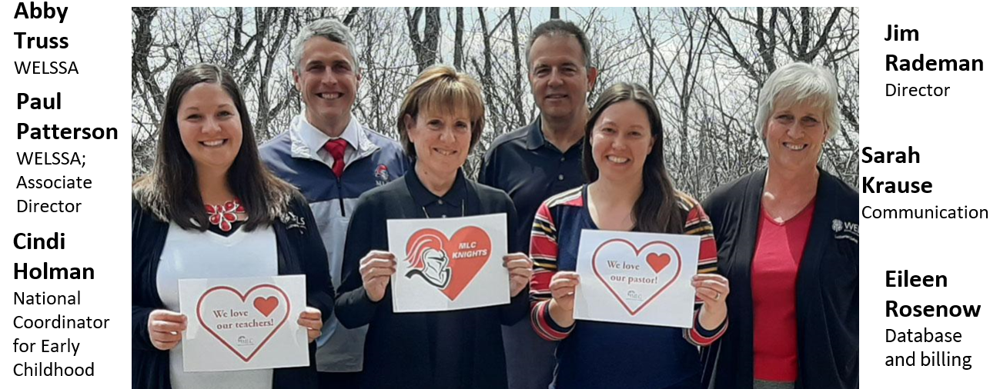 Abby
Truss
WELSSA
Paul
Patterson
WELSSA;
Associate
Director
Cindi
Holman
National
Coordinator
for Early
Childhood
We love
our teachers!
MLC
KNIGHTS
We love
our pastor!
Jim
Rademan
Director
Sarah
Krause
Communication
Eileen
Rosenow
Database
and billing